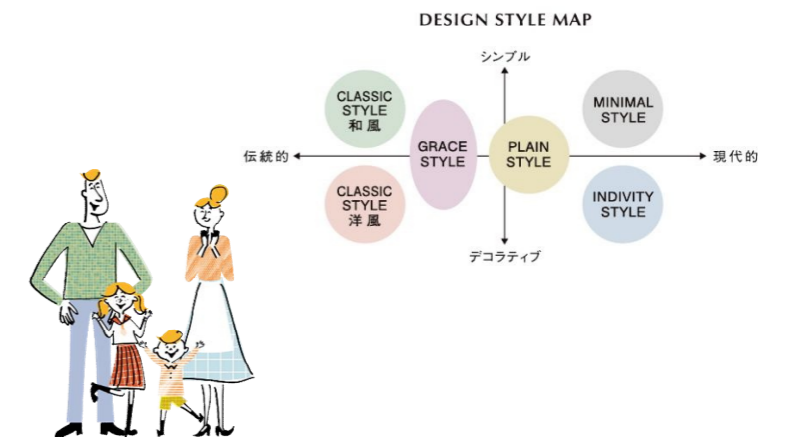 DESIGN STYLE MAP
シンプル
CLASSIC
STYLE
和風
MINIMAL
STYLE
GRACE
STYLE
PLAIN
STYLE
伝統的
現代的
CLASSIC
STYLE
洋風
INDIVITY
STYLE
デコラティブ